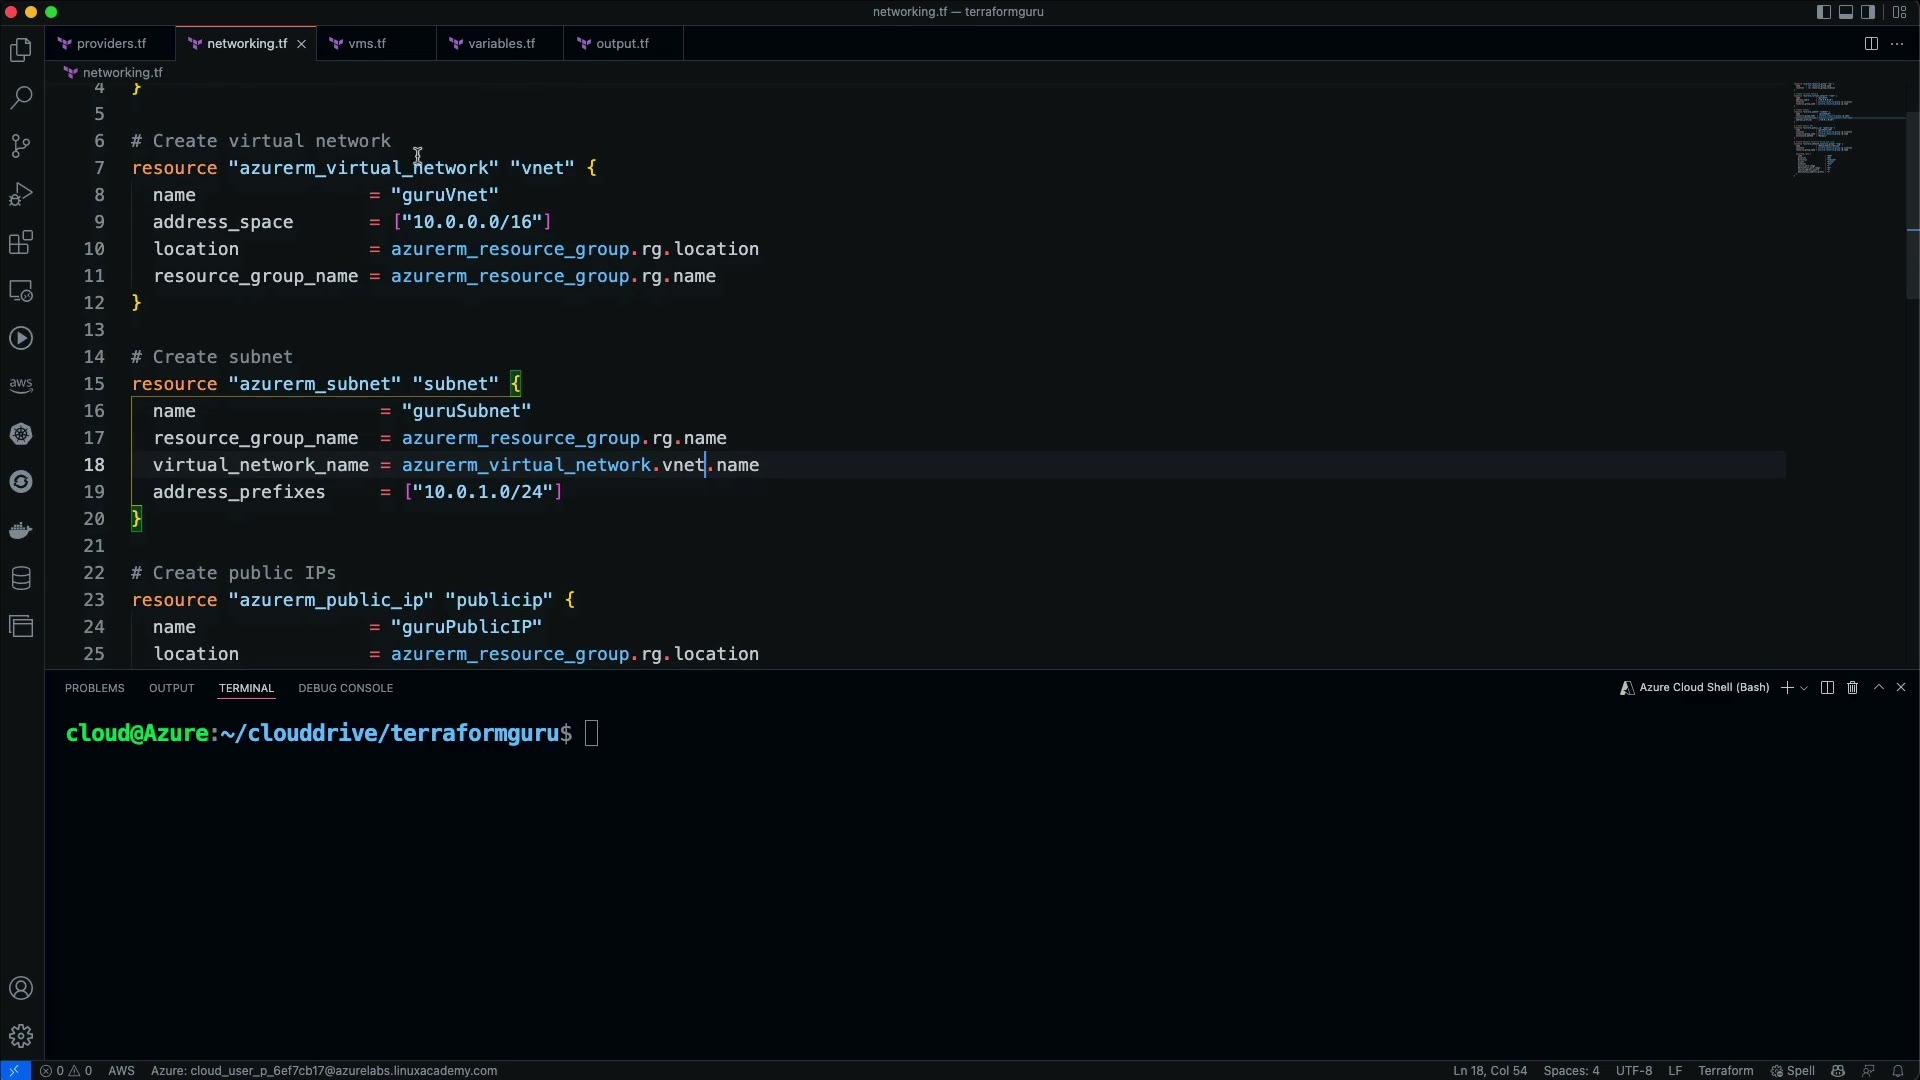 networking.tf — terraformguru
providers.tf
networking.tf
vms.tf
variables.tf
output.tf
networking.tf
4 }
5
6 # Create virtual network
7 resource "azurerm_virtual_network" "vnet" {
8 name = "guruVnet"
9 address_space = ["10.0.0.0/16"]
10 location = azurerm_resource_group.rg.location
11 resource_group_name = azurerm_resource_group.rg.name
12 }
13
14 # Create subnet
15 resource "azurerm_subnet" "subnet" {
16 name = "guruSubnet"
17 resource_group_name = azurerm_resource_group.rg.name
18 virtual_network_name = azurerm_virtual_network.vnet.name
19 address_prefixes = ["10.0.1.0/24"]
20 }
21
22 # Create public IPs
23 resource "azurerm_public_ip" "publicip" {
24 name = "guruPublicIP"
25 location = azurerm_resource_group.rg.location
aws
PROBLEMS OUTPUT TERMINAL DEBUG CONSOLE
Azure Cloud Shell (Bash)
cloud@Azure:~/clouddrive/terraformguru$
0 0 AWS Azure: cloud_user_p_6ef7cb17@azurelabs.linuxacademy.com
Ln 18, Col 54 Spaces: 4 UTF-8 LF Terraform Spell